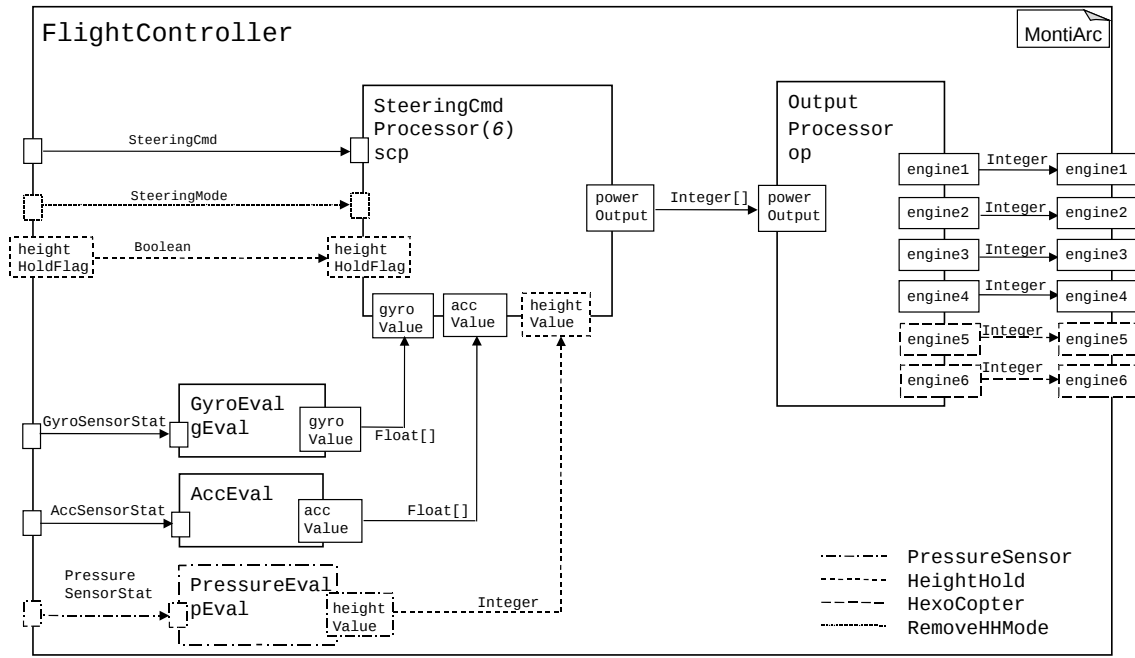 FlightController
MontiArc
SteeringCmd
Processor(6)
scp
Output
Processor
op
SteeringCmd
SteeringMode
height
HoldFlag
Boolean
height
HoldFlag
power
Output
Integer[]
power
Output
engine1
Integer
engine1
engine2
Integer
engine2
engine3
Integer
engine3
engine4
Integer
engine4
engine5
Integer
engine5
engine6
Integer
engine6
gyro
Value
acc
Value
height
Value
GyroSensorStat
GyroEval
gEval
gyro
Value
Float[]
AccSensorStat
AccEval
acc
Value
Float[]
Pressure
SensorStat
PressureEval
pEval
height
Value
Integer
PressureSensor
HeightHold
HexoCopter
RemoveHHMode